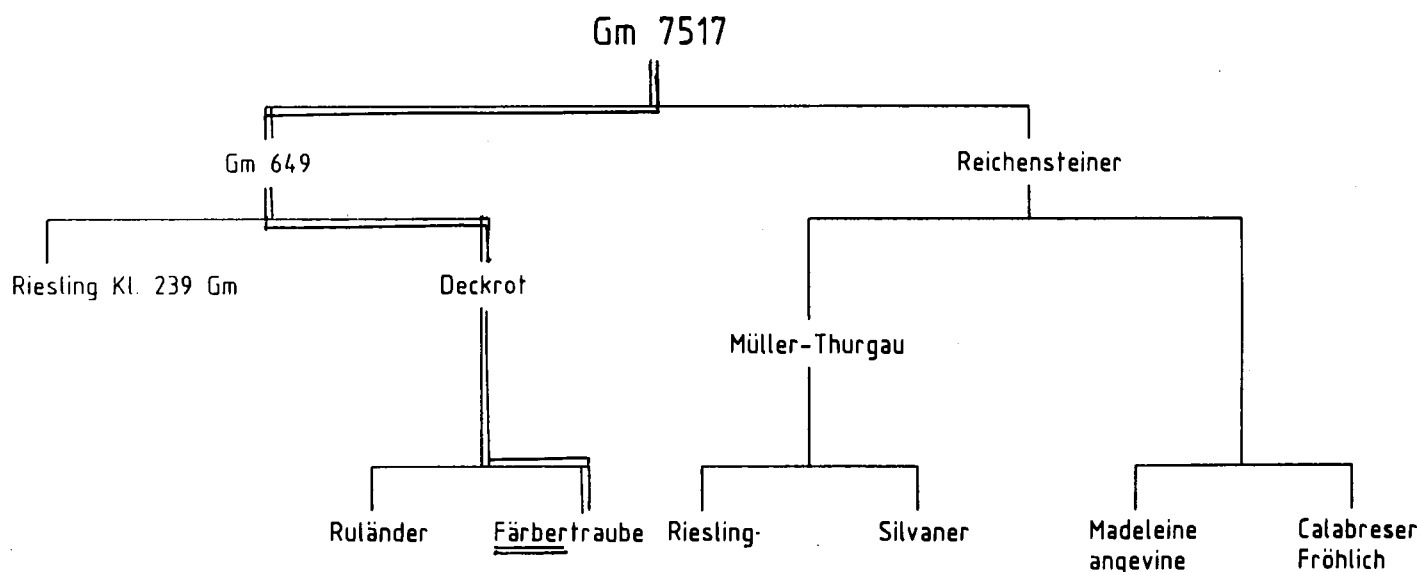 Gm 7517
Gm 649
Reichensteiner
Riesling Kl. 239 Gm
Deckrot
Müller-Thurgau
Ruländer
Färbertraube
Riesling-
Silvaner
Madeleine
angevine
Calabreser
Fröhlich